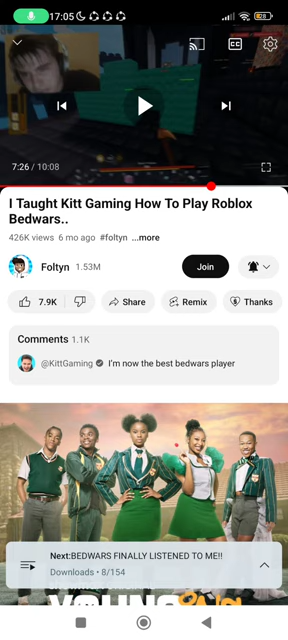 17:05
28
CC
7:26 / 10:08
I Taught Kitt Gaming How To Play Roblox
Bedwars..
426K views 6 mo ago #foltyn ...more
Foltyn 1.53M
Join
7.9K
Share
Remix
Thanks
Comments 1.1K
@KittGaming I'm now the best bedwars player
Next:BEDWARS FINALLY LISTENED TO ME!!
Downloads • 8/154